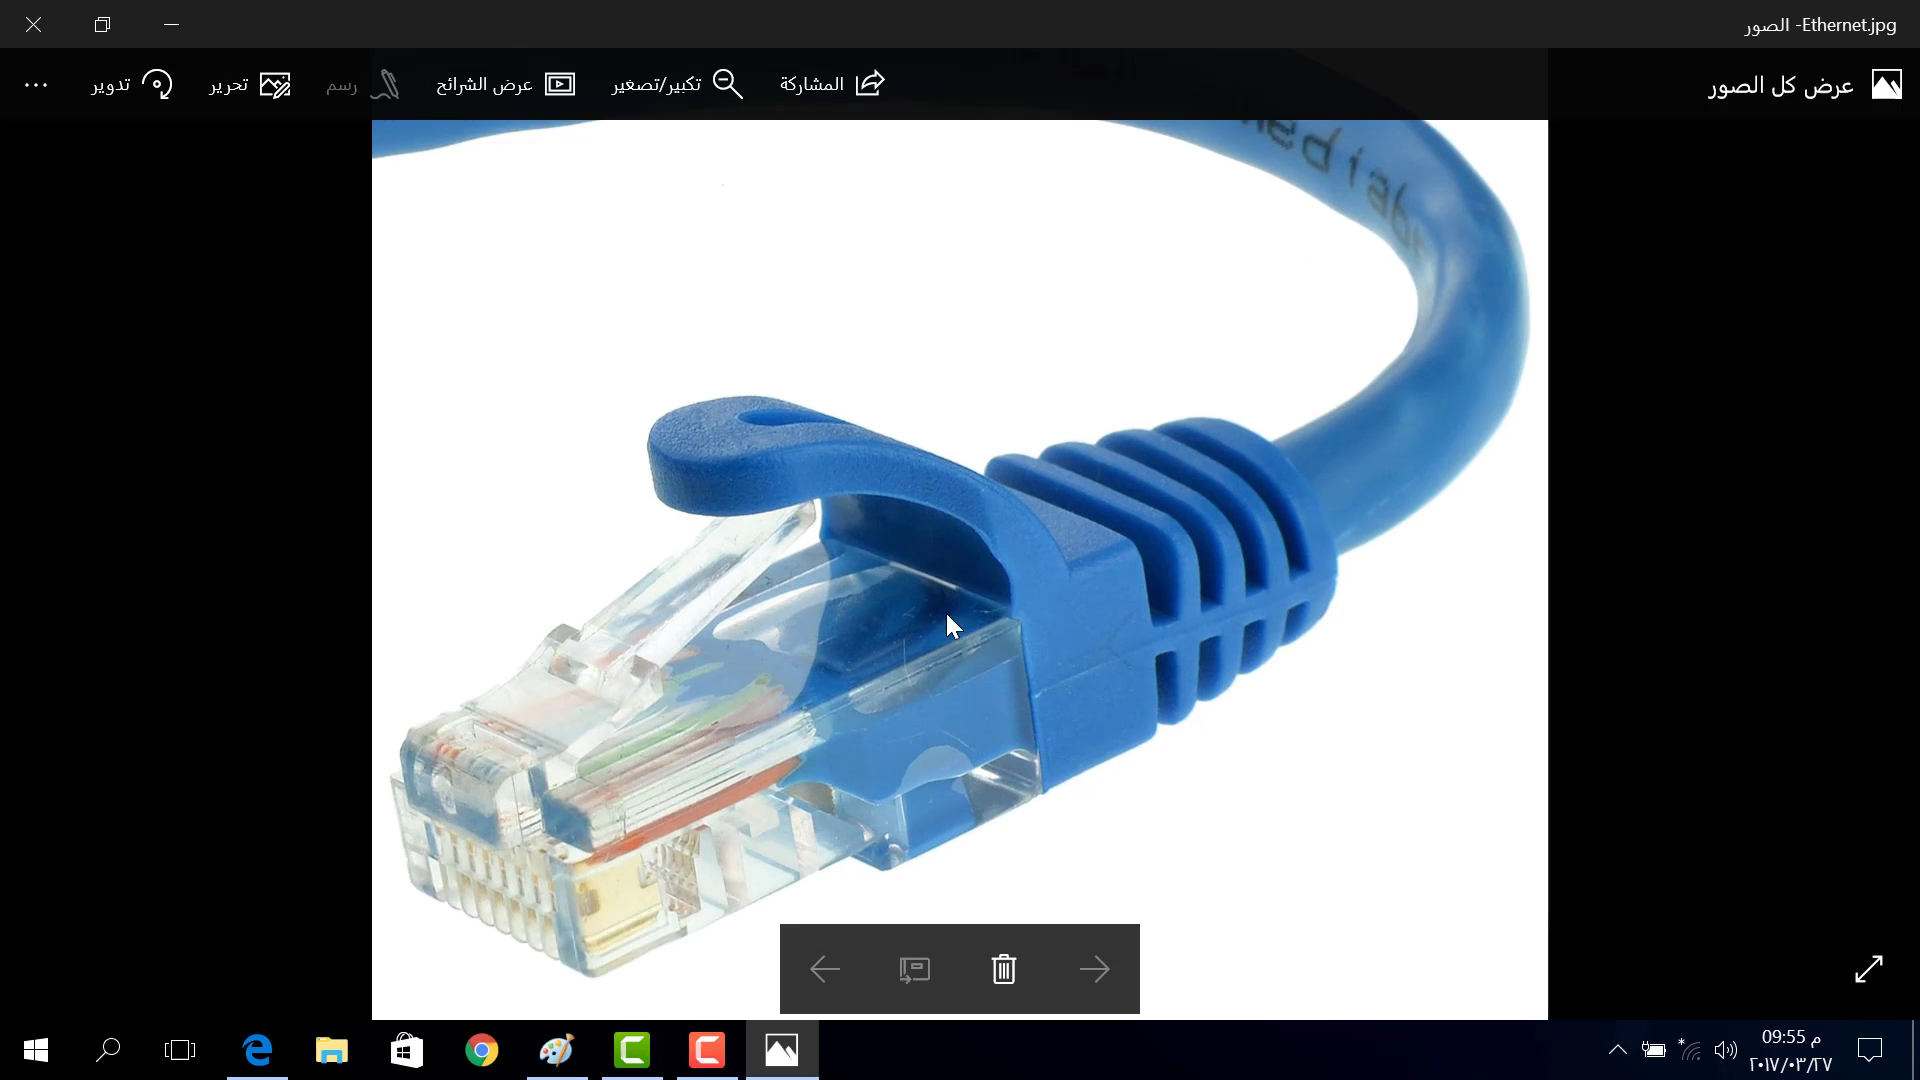 Ethernet.jpg- الصور
عرض كل الصور
المشاركة
تكبير/تصغير
عرض الشرائح
رسم
تحرير
تدوير
09:55 م
٢٠١٧/٠٣/٢٧